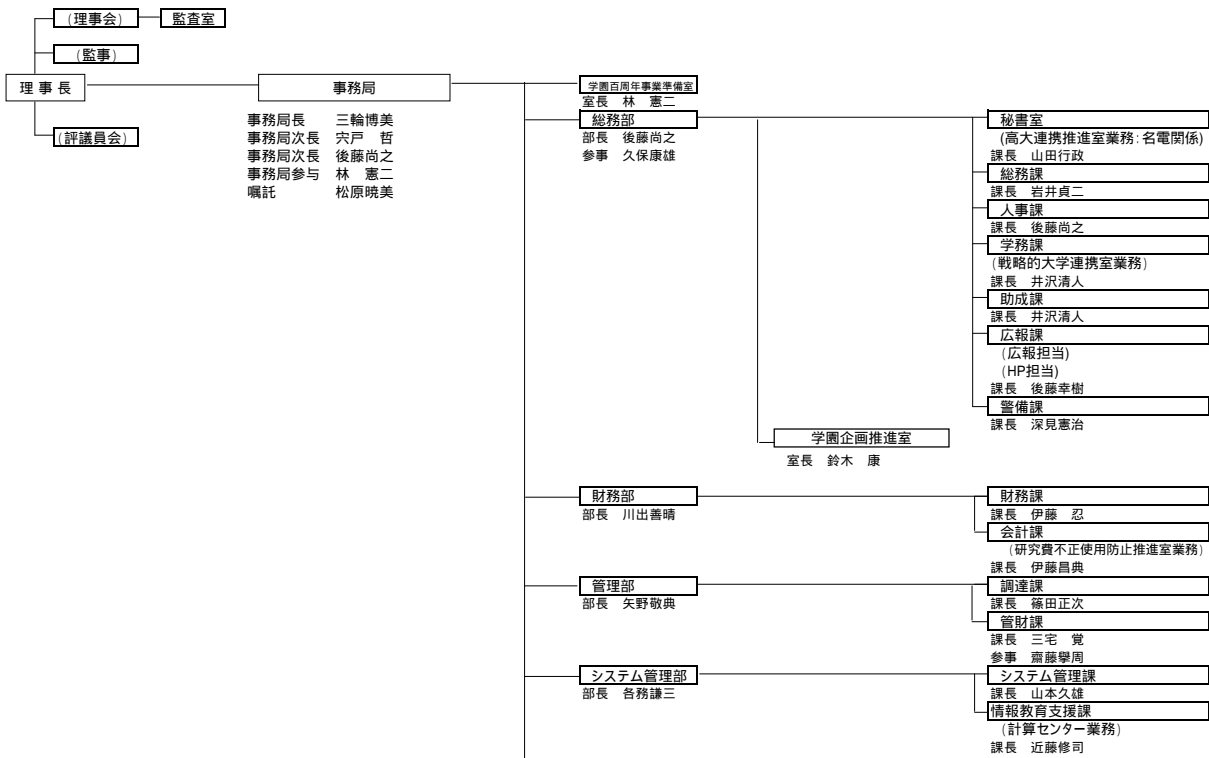 (理事会)
監査室
(監事)
理 事 長
(評議員会)
事務局
事務局長 三輪博美
事務局次長 宍戸 哲
事務局次長 後藤尚之
事務局参与 林 憲二
嘱託 松原暁美
学園百周年事業準備室
室長 林 憲二
総務部
部長 後藤尚之
参事 久保康雄
秘書室
(高大連携推進室業務:名電関係)
課長 山田行政
総務課
課長 岩井貞二
人事課
課長 後藤尚之
学務課
(戦略的大学連携室業務)
課長 井沢清人
助成課
課長 井沢清人
広報課
(広報担当)
(HP担当)
課長 後藤幸樹
警備課
課長 深見憲治
学園企画推進室
室長 鈴木 康
財務部
部長 川出善晴
財務課
課長 伊藤 忍
会計課
(研究費不正使用防止推進室業務)
課長 伊藤昌典
管理部
部長 矢野敬典
調達課
課長 篠田正次
管財課
課長 三宅 覚
参事 齋藤擧周
システム管理部
部長 各務謙三
システム管理課
課長 山本久雄
情報教育支援課
(計算センター業務)
課長 近藤修司